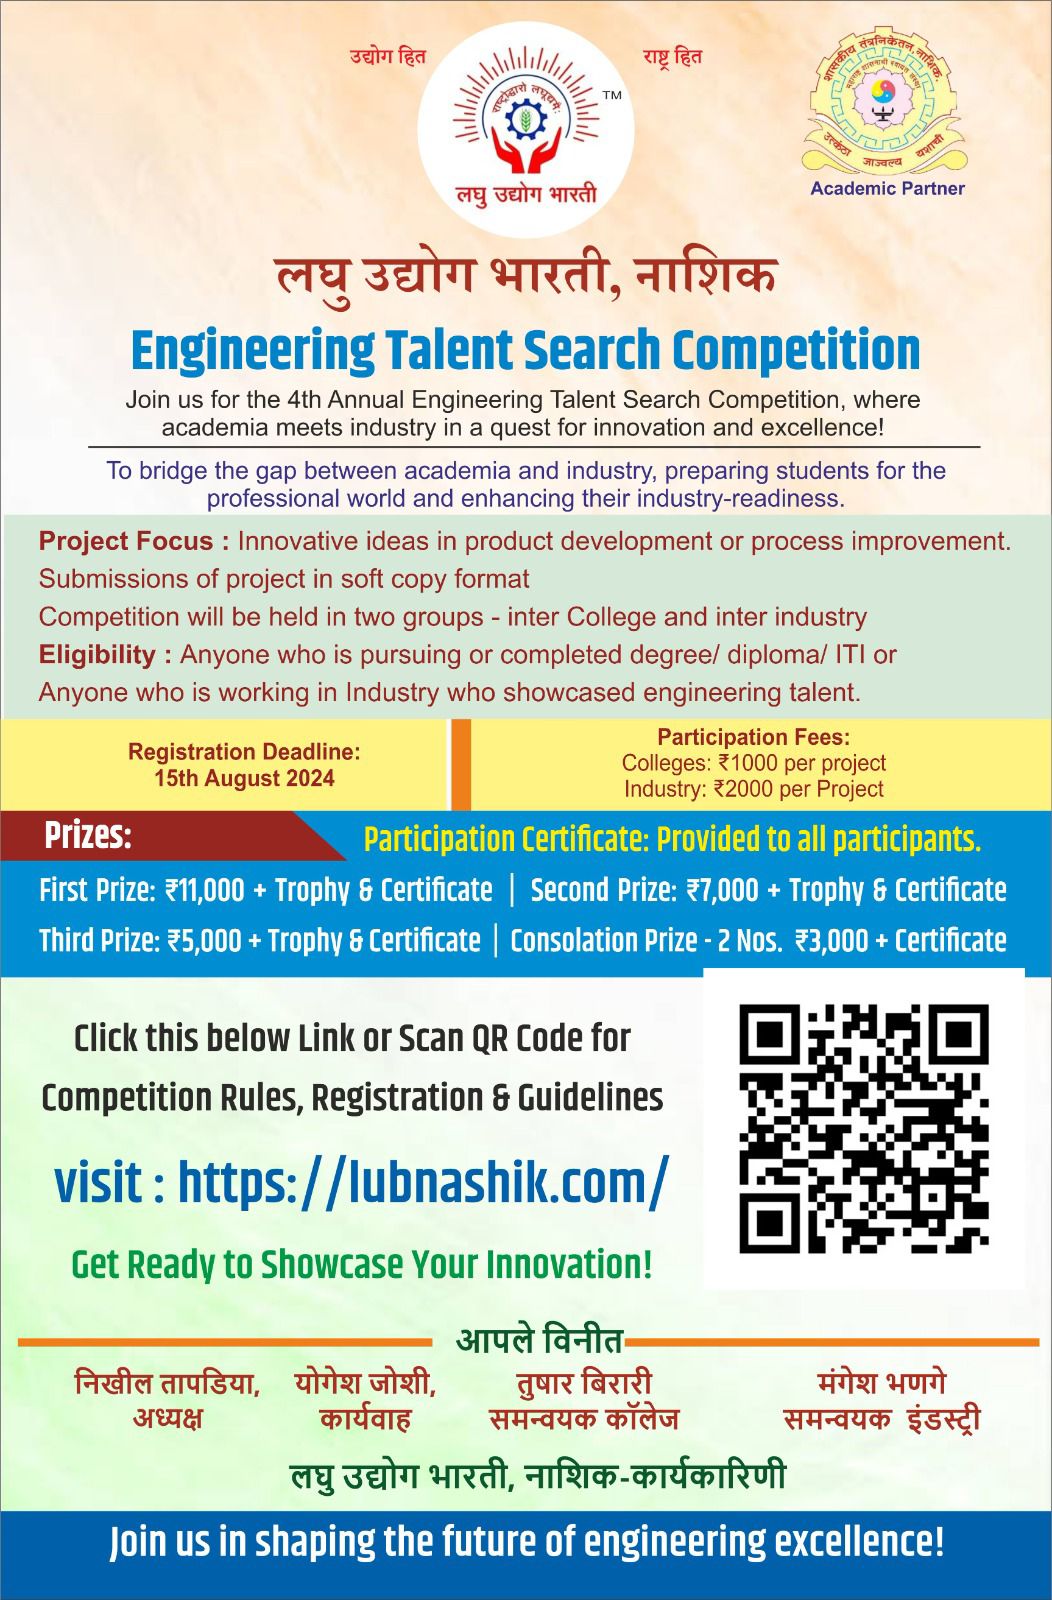 उद्योग हित
राष्ट्र हित
राष्ट्रोद्धारो लघूद्यमैः
TM
लघु उद्योग भारती
शासकीय तंत्रनिकेतन, नाशिक.
उत्कंठा जाज्वल्य यशाची
Academic Partner
लघु उद्योग भारती, नाशिक
Engineering Talent Search Competition
Join us for the 4th Annual Engineering Talent Search Competition, where
academia meets industry in a quest for innovation and excellence!
To bridge the gap between academia and industry, preparing students for the
professional world and enhancing their industry-readiness.
Project Focus : Innovative ideas in product development or process improvement.
Submissions of project in soft copy format
Competition will be held in two groups - inter College and inter industry
Eligibility : Anyone who is pursuing or completed degree/ diploma/ ITI or
Anyone who is working in Industry who showcased engineering talent.
Registration Deadline:
15th August 2024
Participation Fees:
Colleges: ₹1000 per project
Industry: ₹2000 per Project
Prizes:
Participation Certificate: Provided to all participants.
First Prize: ₹11,000 + Trophy & Certificate | Second Prize: ₹7,000 + Trophy & Certificate
Third Prize: ₹5,000 + Trophy & Certificate | Consolation Prize - 2 Nos. ₹3,000 + Certificate
Click this below Link or Scan QR Code for
Competition Rules, Registration & Guidelines
visit : https://lubnashik.com/
Get Ready to Showcase Your Innovation!
आपले विनीत
निखील तापडिया,
अध्यक्ष
योगेश जोशी,
कार्यवाह
तुषार बिरारी
समन्वयक कॉलेज
मंगेश भणगे
समन्वयक इंडस्ट्री
लघु उद्योग भारती, नाशिक-कार्यकारिणी
Join us in shaping the future of engineering excellence!